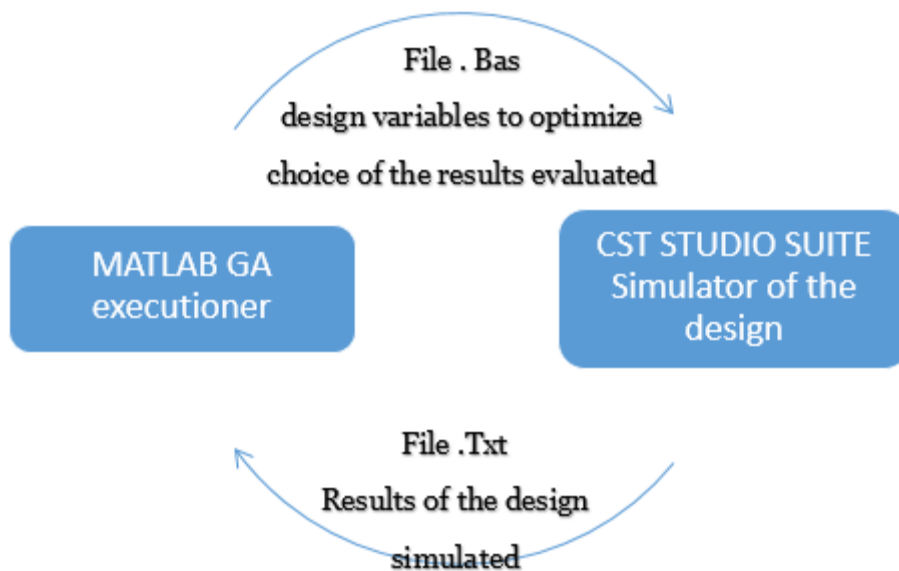 File . Bas
design variables to optimize
choice of the results evaluated
MATLAB GA
executioner
CST STUDIO SUITE
Simulator of the
design
File .Txt
Results of the design
simulated